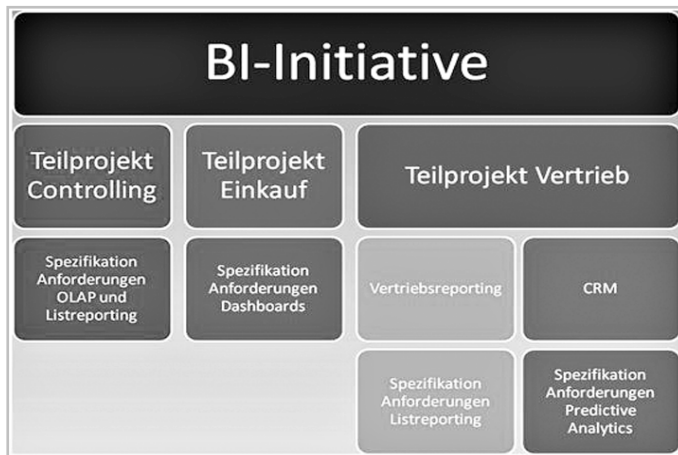 BI-Initiative
Teilprojekt
Controlling
Teilprojekt
Einkauf
Teilprojekt Vertrieb
Spezifikation
Anforderungen
OLAP und
Listreporting
Spezifikation
Anforderungen
Dashboards
Vertriebsreporting
CRM
Spezifikation
Anforderungen
Listreporting
Spezifikation
Anforderungen
Predictive
Analytics